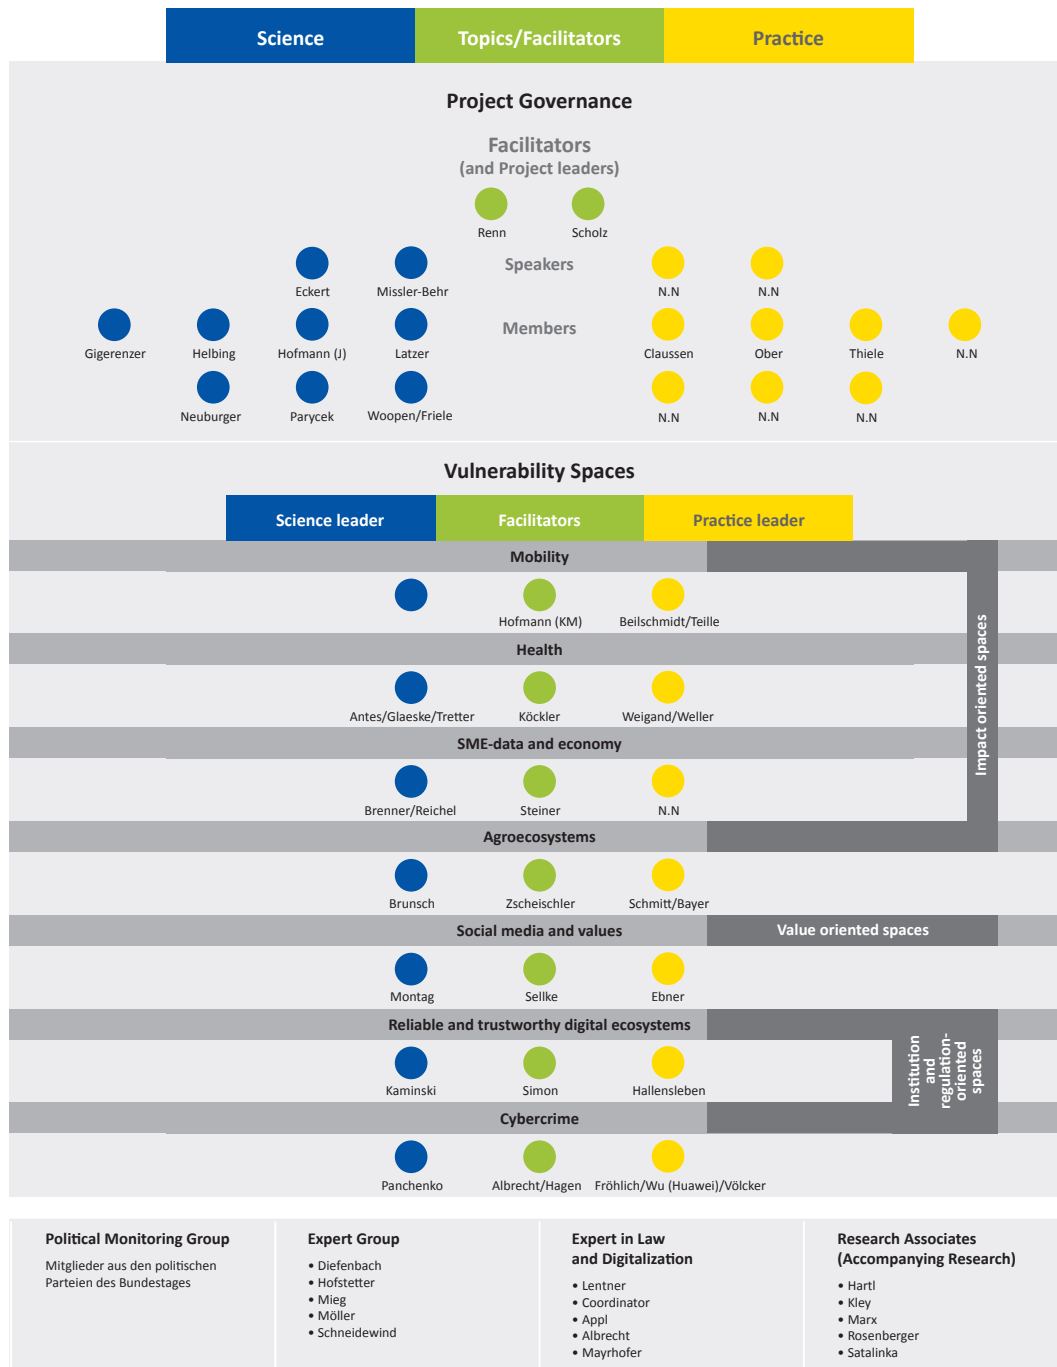 Science
Topics/Facilitators
Practice
Project Governance
Facilitators
(and Project leaders)
Renn
Scholz
Speakers
Eckert
Missler-Behr
N.N
N.N
Members
Gigerenzer
Helbing
Hofmann (J)
Latzer
Claussen
Ober
Thiele
N.N
Neuburger
Parycek
Woopen/Friele
N.N
N.N
N.N
Vulnerability Spaces
Science leader
Facilitators
Practice leader
Mobility
Hofmann (KM)
Beilschmidt/Teille
Health
Antes/Glaeske/Tretter
Köckler
Weigand/Weller
SME-data and economy
Brenner/Reichel
Steiner
N.N
Impact oriented spaces
Agroecosystems
Brunsch
Zscheischler
Schmitt/Bayer
Social media and values
Value oriented spaces
Montag
Sellke
Ebner
Reliable and trustworthy digital ecosystems
Kaminski
Simon
Hallensleben
Institution
and
regulation-
oriented
spaces
Cybercrime
Panchenko
Albrecht/Hagen
Fröhlich/Wu (Huawei)/Völcker
Political Monitoring Group
Mitglieder aus den politischen
Parteien des Bundestages
Expert Group
• Diefenbach
• Hofstetter
• Mieg
• Möller
• Schneidewind
Expert in Law
and Digitalization
• Lentner
• Coordinator
• Appl
• Albrecht
• Mayrhofer
Research Associates
(Accompanying Research)
• Hartl
• Kley
• Marx
• Rosenberger
• Satalinka